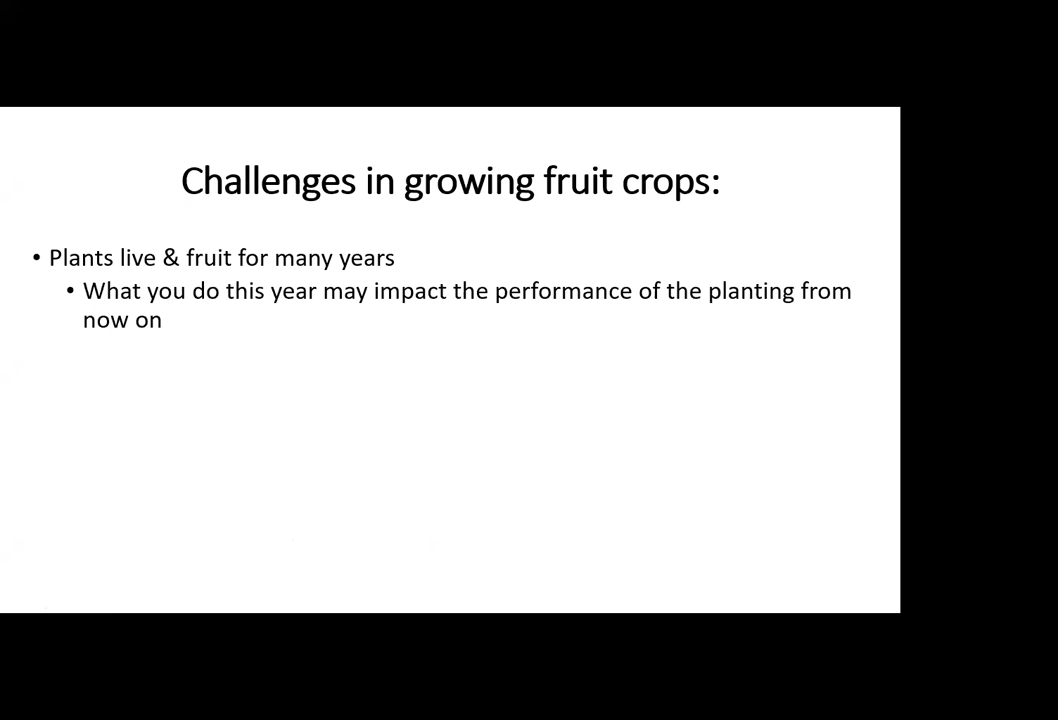 Challenges in growing fruit crops:
• Plants live & fruit for many years
• What you do this year may impact the performance of the planting from
now on